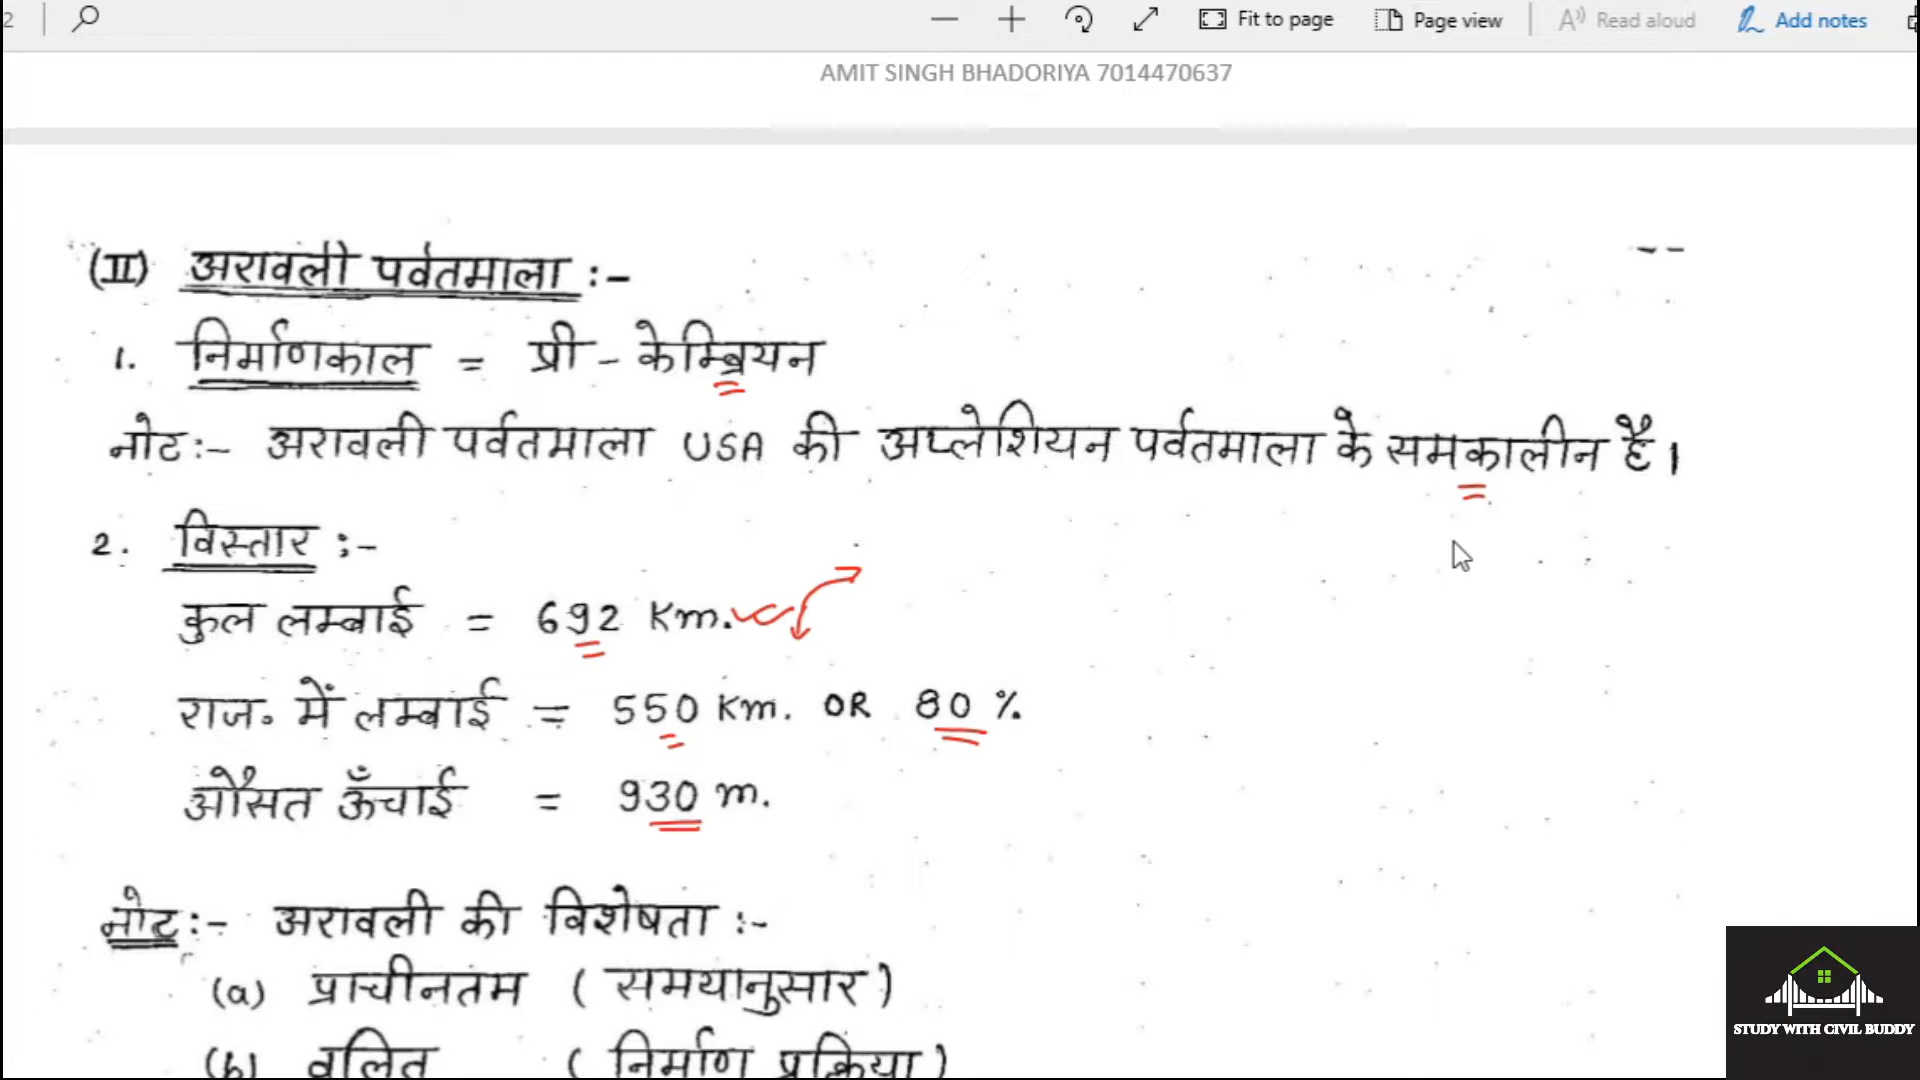 2
Fit to page
Page view
Read aloud
Add notes
AMIT SINGH BHADORIYA 7014470637
(II) अरावली पर्वतमाला :-
1. निर्माणकाल = प्री - केम्ब्रियन
नोट:- अरावली पर्वतमाला USA की अप्लेशियन पर्वतमाला के समकालीन है।
2. विस्तार :-
कुल लम्बाई = 692 Km.
राज. में लम्बाई = 550 Km. OR 80 %
औसत ऊँचाई = 930 m.
नोट:- अरावली की विशेषता :-
(a) प्राचीनतम ( समयानुसार )
(b) वलित ( निर्माण प्रक्रिया )
STUDY WITH CIVIL BUDDY